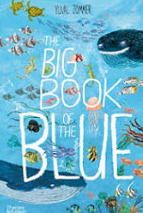 YUVAL ZOMMER
THE
BIG
BOOK
OF THE
BLUE